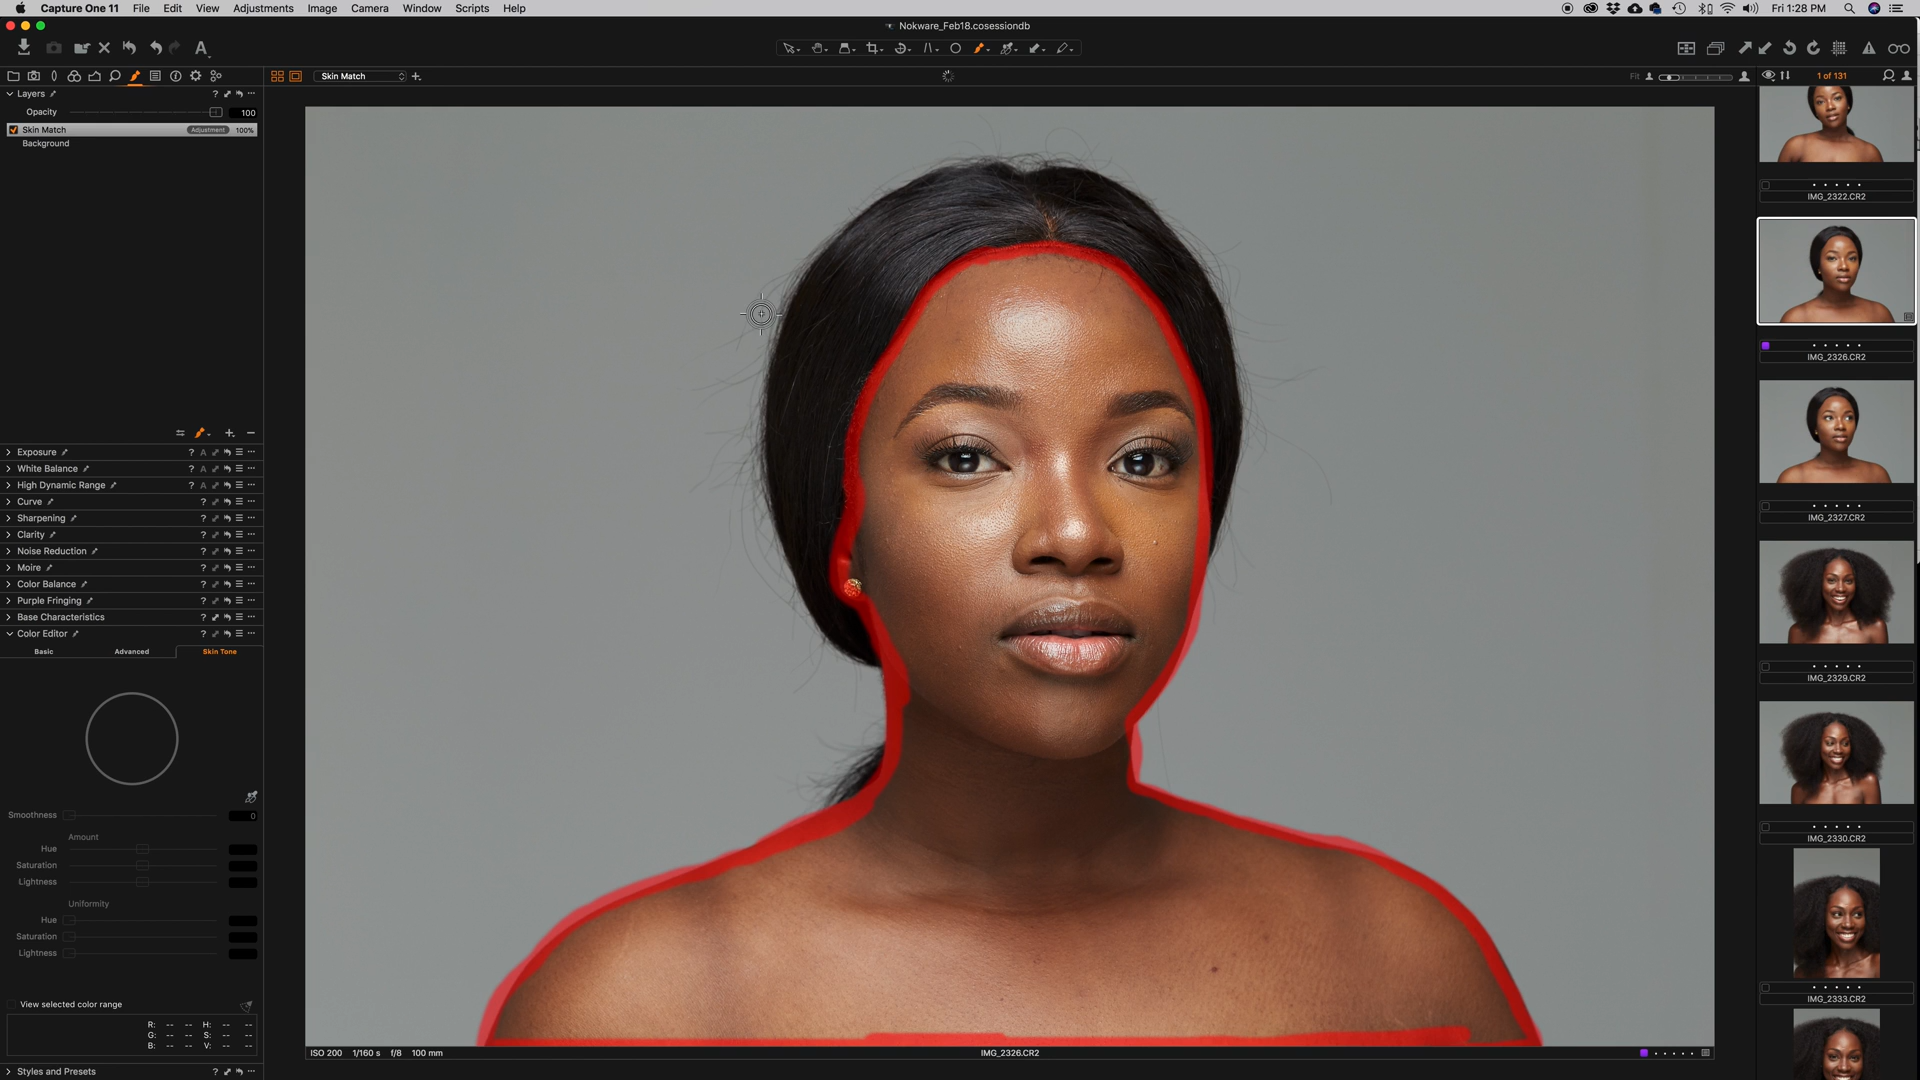 Capture One 11 File Edit View Adjustments Image Camera Window Scripts Help
Fri 1:28 PM
Nokware_Feb18.cosessiondb
Skin Match
Fit
1 of 131
Layers
Opacity 100
Skin Match Adjustment 100%
Background
Exposure
White Balance
High Dynamic Range
Curve
Sharpening
Clarity
Noise Reduction
Moire
Color Balance
Purple Fringing
Base Characteristics
Color Editor
Basic Advanced Skin Tone
Smoothness 0
Amount
Hue
Saturation
Lightness
Uniformity
Hue
Saturation
Lightness
View selected color range
R: -- -- H: -- --
G: -- -- S: -- --
B: -- -- V: -- --
Styles and Presets
ISO 200 1/160 s f/8 100 mm
IMG_2326.CR2
IMG_2322.CR2
IMG_2326.CR2
IMG_2327.CR2
IMG_2329.CR2
IMG_2330.CR2
IMG_2333.CR2